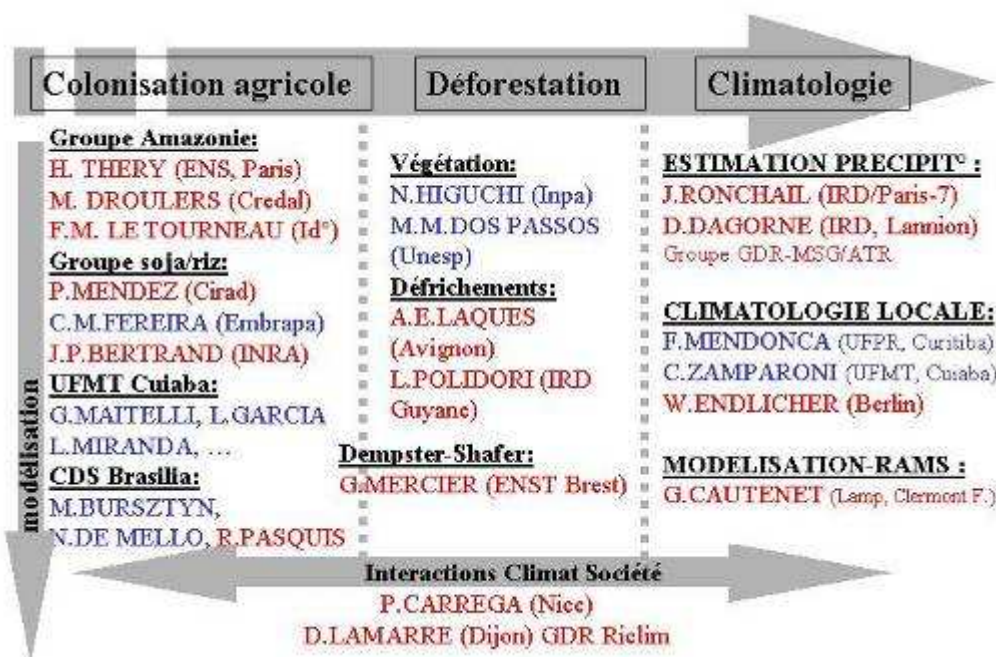 Colonisation agricole
Déforestation
Climatologie
modélisation
Groupe Amazonie:
H. THERY (ENS, Paris)
M. DROULERS (Credal)
F.M. LE TOURNEAU (Id°)
Groupe soja/riz:
P.MENDEZ (Cirad)
C.M.FEREIRA (Embrapa)
J.P.BERTRAND (INRA)
UFMT Cuiaba:
G.MAITELLI, L.GARCIA
L.MIRANDA, …
CDS Brasilia:
M.BURSZTYN,
N.DE MELLO, R.PASQUIS
Végétation:
N.HIGUCHI (Inpa)
M.M.DOS PASSOS
(Unesp)
Défrichements:
A.E.LAQUES
(Avignon)
L.POLIDORI (IRD
Guyane)
Dempster-Shafer:
G.MERCIER (ENST Brest)
ESTIMATION PRECIPIT° :
J.RONCHAIL (IRD/Paris-7)
D.DAGORNE (IRD, Lannion)
Groupe GDR-MSG/ATR
CLIMATOLOGIE LOCALE:
F.MENDONCA (UFPR, Curitiba)
C.ZAMPARONI (UFMT, Cuiaba)
W.ENDLICHER (Berlin)
MODELISATION-RAMS :
G.CAUTENET (Lamp, Clermont F.)
Interactions Climat Société
P.CARREGA (Nice)
D.LAMARRE (Dijon) GDR Riclim